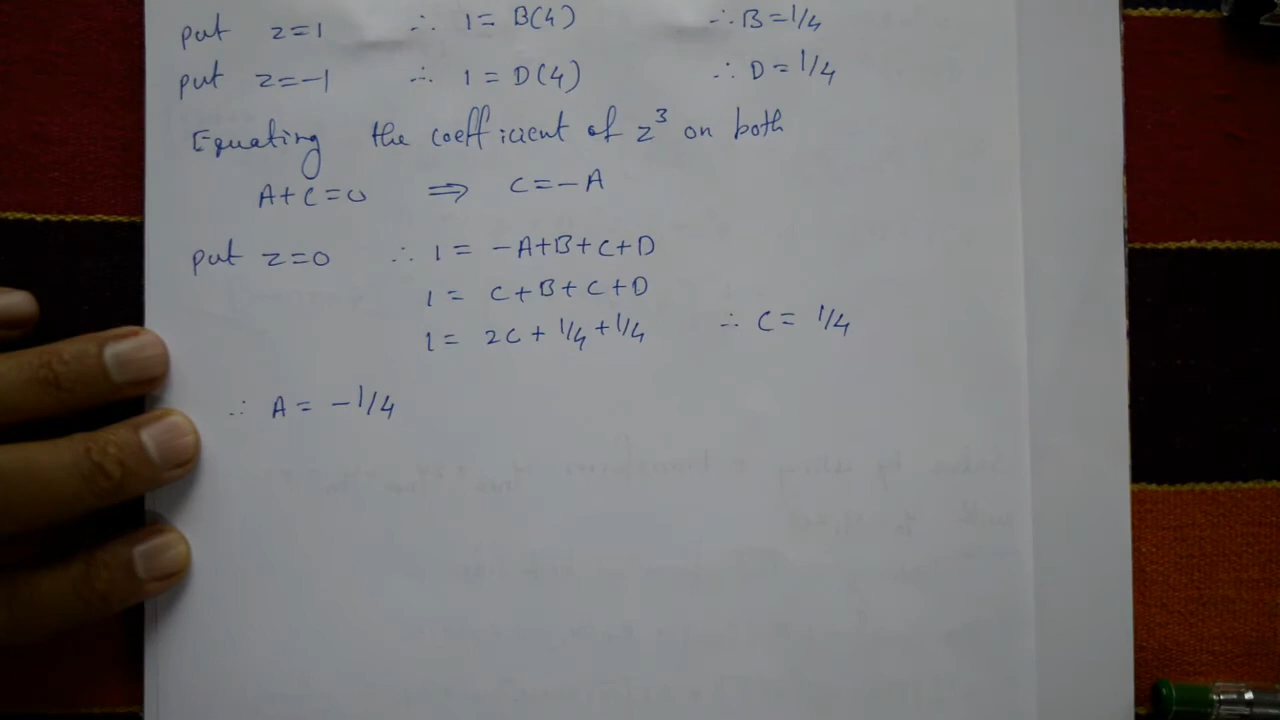 put z=1 ∴ 1 = B(4) ∴ B = 1/4
put z=-1 ∴ 1 = D(4) ∴ D = 1/4
Equating the coefficient of z³ on both
A+C=0 ⇒ C=-A
put z=0 ∴ 1 = -A+B+C+D
1 = C+B+C+D
1 = 2C + 1/4 + 1/4 ∴ C = 1/4
∴ A = -1/4